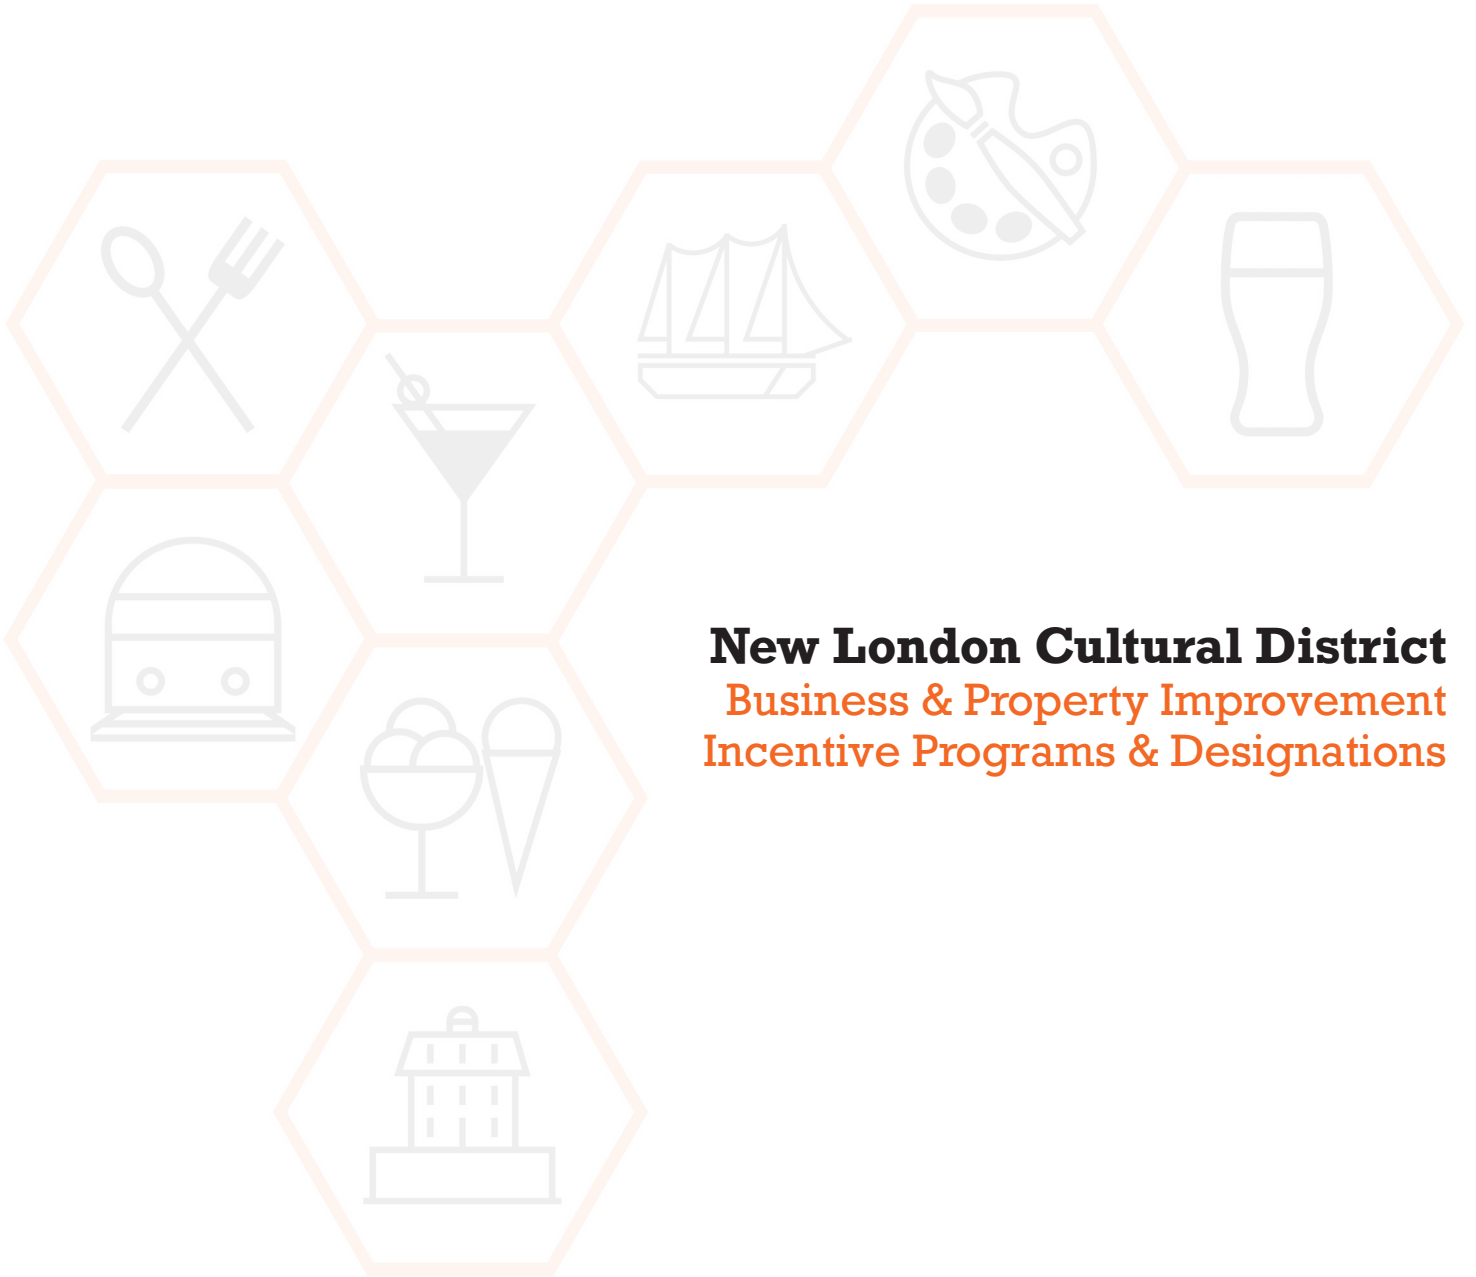 New London Cultural District
Business & Property Improvement
Incentive Programs & Designations